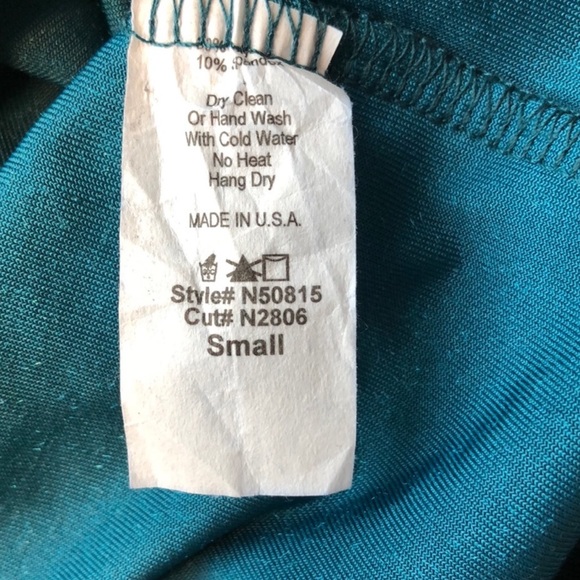 10%
Dry Clean
Or Hand Wash
With Cold Water
No Heat
Hang Dry
MADE IN U.S.A.
Style# N50815
Cut# N2806
Small